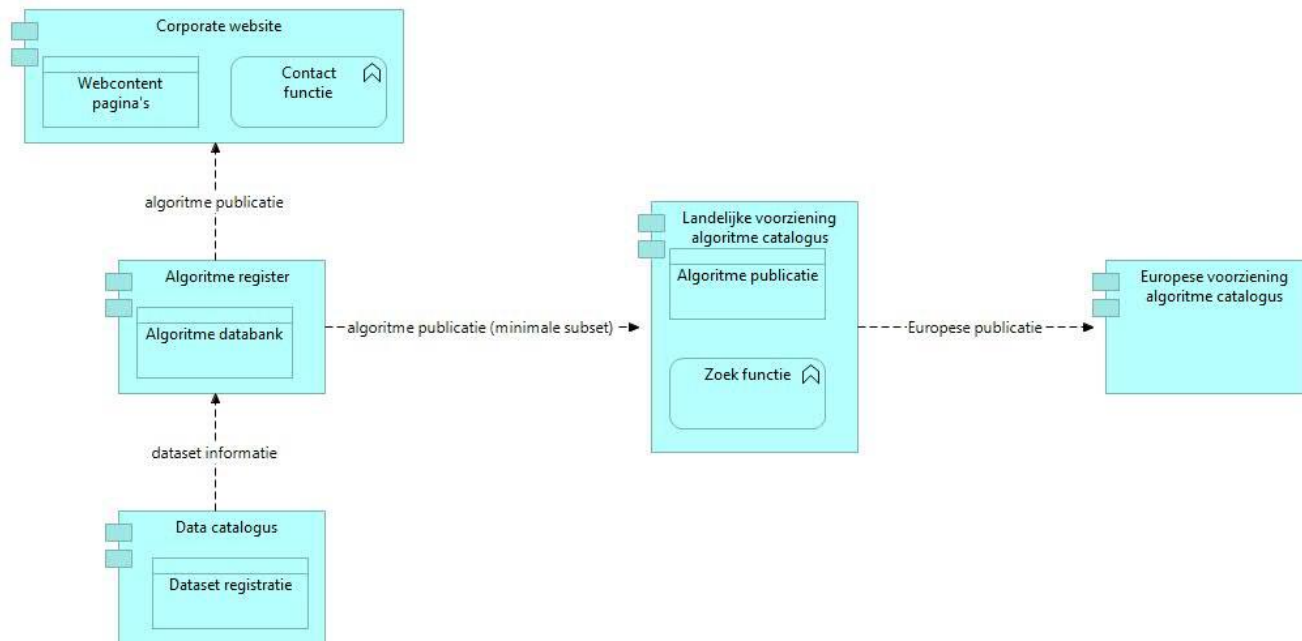 Corporate website
Webcontent
pagina's
Contact
functie
algoritme publicatie
Algoritme register
Algoritme databank
algoritme publicatie (minimale subset)
Landelijke voorziening
algoritme catalogus
Algoritme publicatie
Zoek functie
Europese publicatie
Europese voorziening
algoritme catalogus
dataset informatie
Data catalogus
Dataset registratie